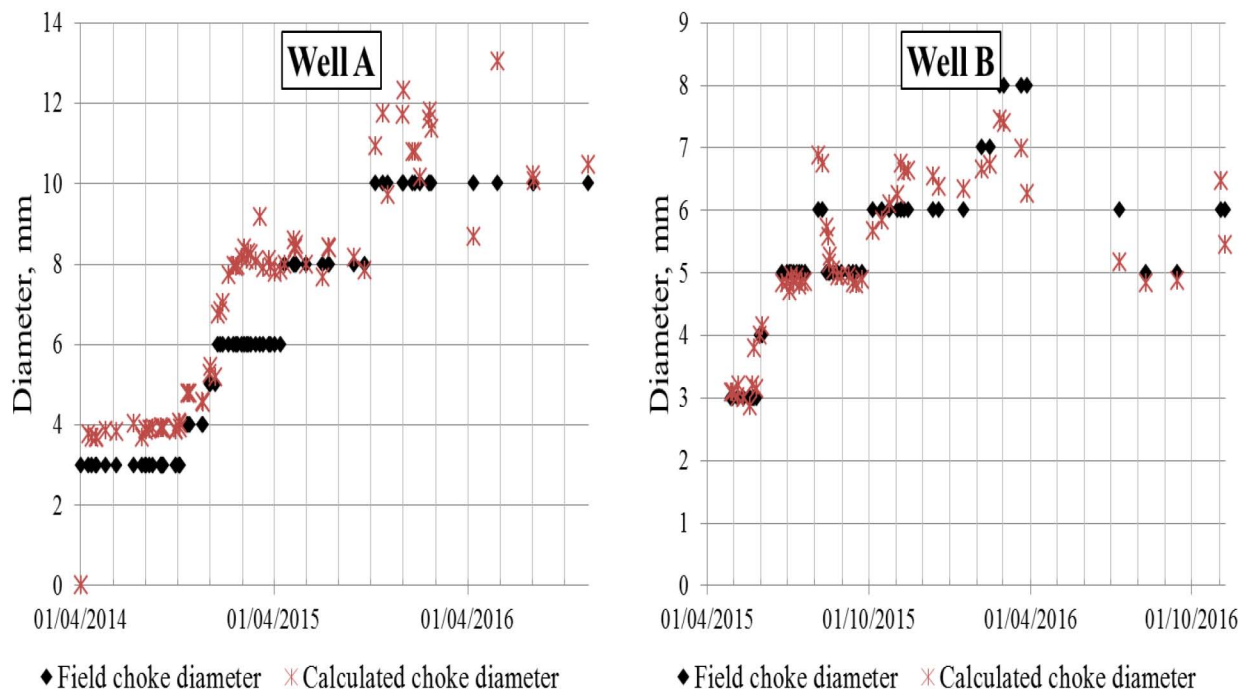 Well A
Diameter, mm
14
12
10
8
6
4
2
0
01/04/2014 01/04/2015 01/04/2016
Field choke diameter Calculated choke diameter
Well B
Diameter, mm
9
8
7
6
5
4
3
2
1
0
01/04/2015 01/10/2015 01/04/2016 01/10/2016
Field choke diameter Calculated choke diameter